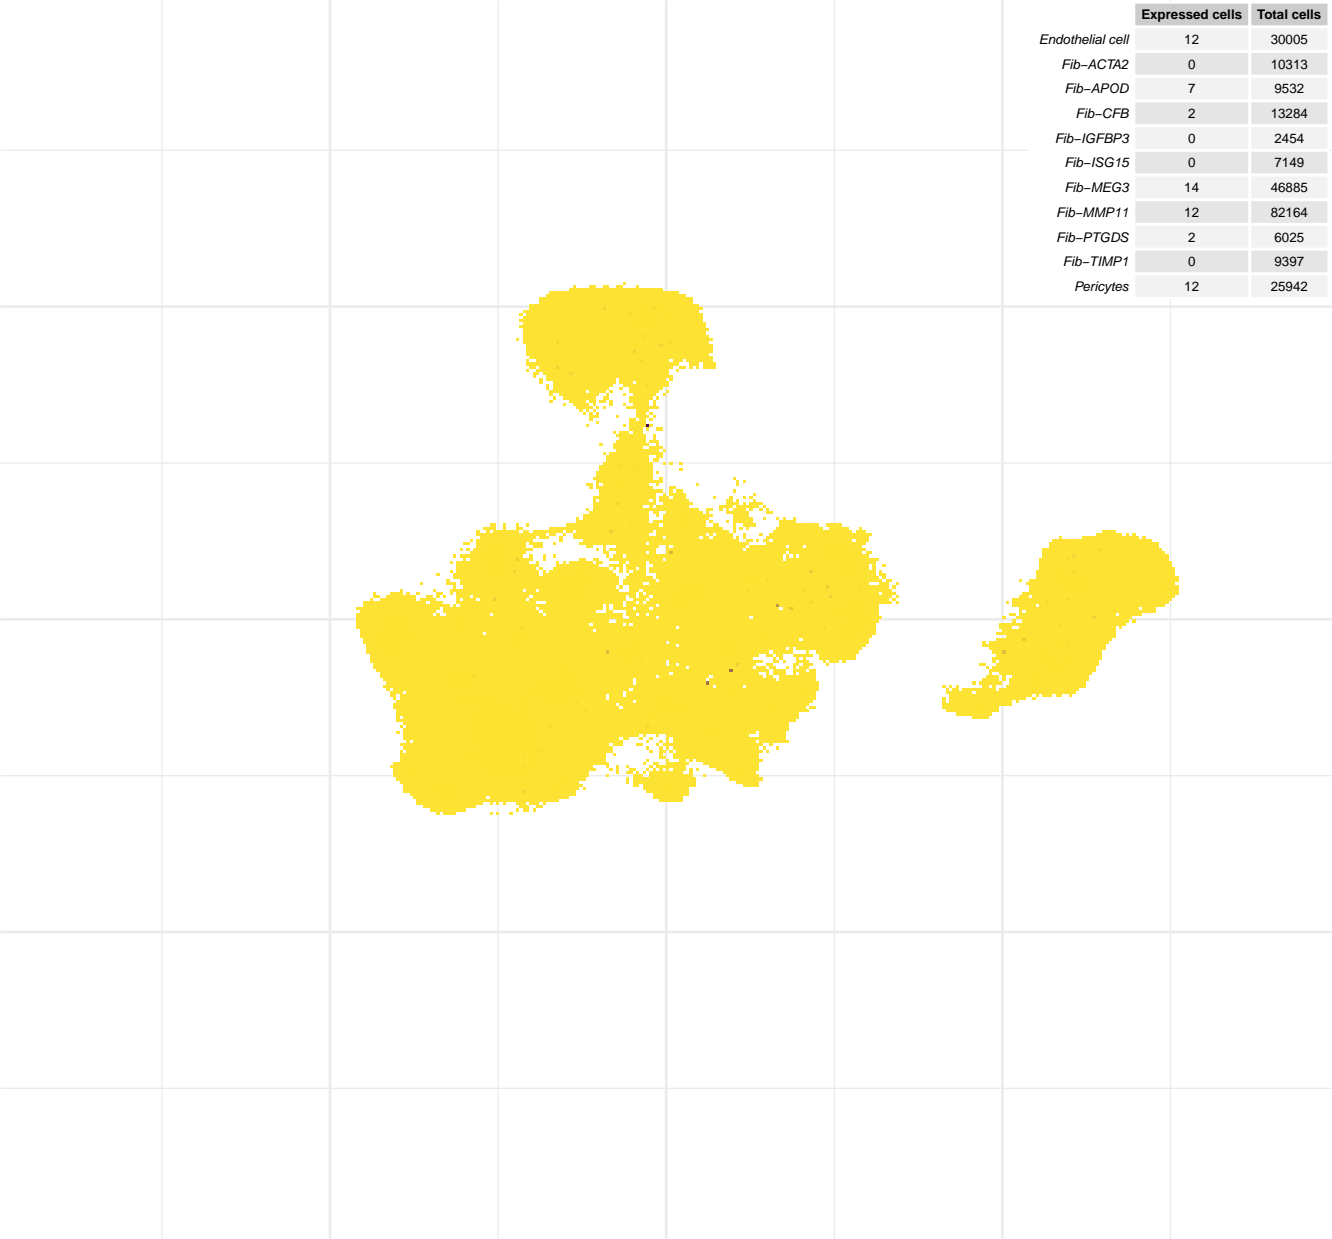 Expressed cells Total cells
Endothelial cell 12 30005
Fib−ACTA2 0 10313
Fib−APOD 7 9532
Fib−CFB 2 13284
Fib−IGFBP3 0 2454
Fib−ISG15 0 7149
Fib−MEG3 14 46885
Fib−MMP11 12 82164
Fib−PTGDS 2 6025
Fib−TIMP1 0 9397
Pericytes 12 25942